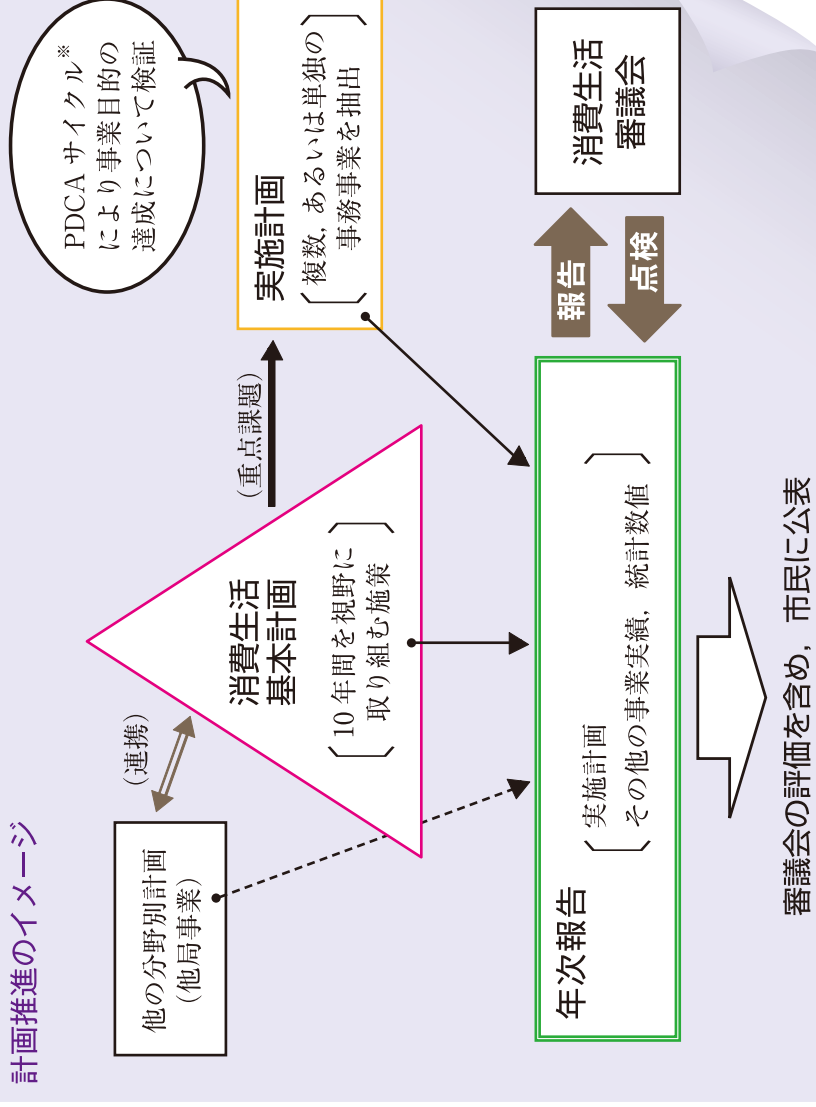 計画推進のイメージ
他の分野別計画
(他局事業)
(連携)
消費生活
基本計画
10年間を視野に
取り組む施策
(重点課題)
PDCAサイクル※
により事業目的の
達成について検証
実施計画
複数，あるいは単独の
事務事業を抽出
年次報告
実施計画
その他の事業実績，統計数値
報告
点検
消費生活
審議会
審議会の評価を含め，市民に公表